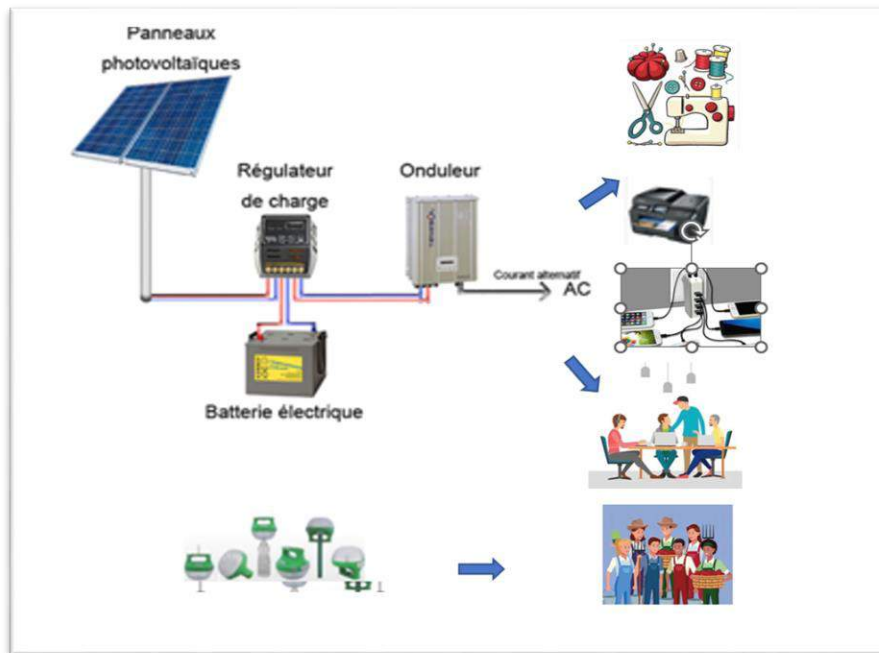 Panneaux
photovoltaïques
Régulateur
de charge
Onduleur
Courant alternatif
AC
Batterie électrique